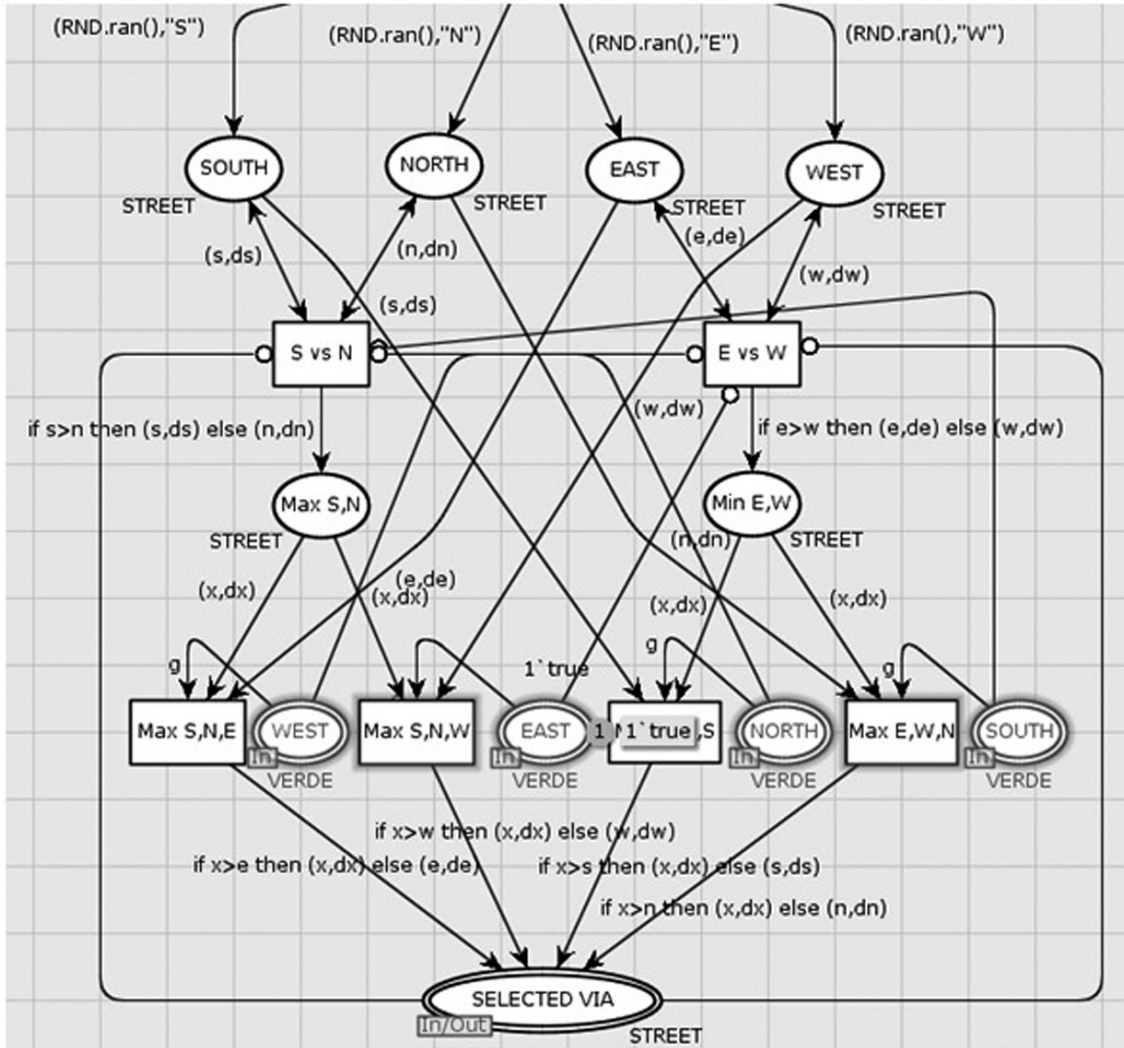 (RND.ran(),"S")
(RND.ran(),"N")
(RND.ran(),"E")
(RND.ran(),"W")
SOUTH
NORTH
EAST
WEST
STREET
STREET
STREET
STREET
(s,ds)
(n,dn)
(e,de)
(w,dw)
(s,ds)
S vs N
E vs W
(w,dw)
if s>n then (s,ds) else (n,dn)
if e>w then (e,de) else (w,dw)
Max S,N
Min E,W
STREET
STREET
(n,dn)
(x,dx)
(e,de)
(x,dx)
(x,dx)
(x,dx)
g
1`true
g
g
Max S,N,E
WEST
Max S,N,W
EAST
1
1`true
,S
NORTH
Max E,W,N
SOUTH
In
In
In
In
VERDE
VERDE
VERDE
VERDE
if x>w then (x,dx) else (w,dw)
if x>e then (x,dx) else (e,de)
if x>s then (x,dx) else (s,ds)
if x>n then (x,dx) else (n,dn)
SELECTED VIA
In/Out
STREET